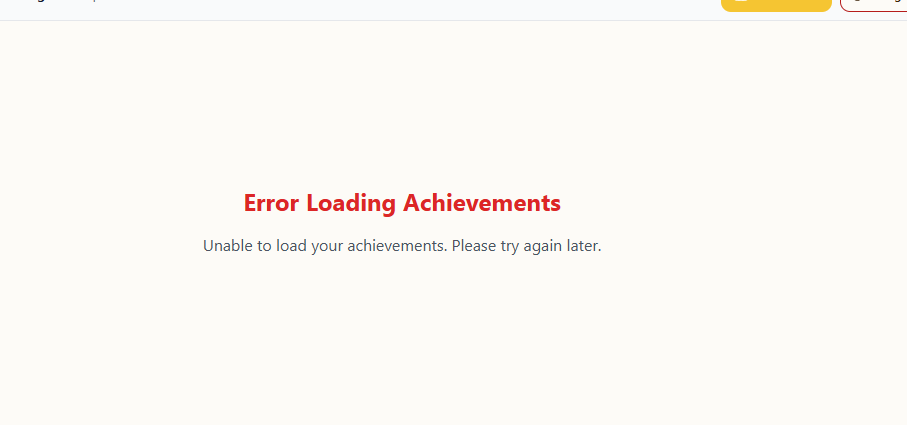 Error Loading Achievements
Unable to load your achievements. Please try again later.